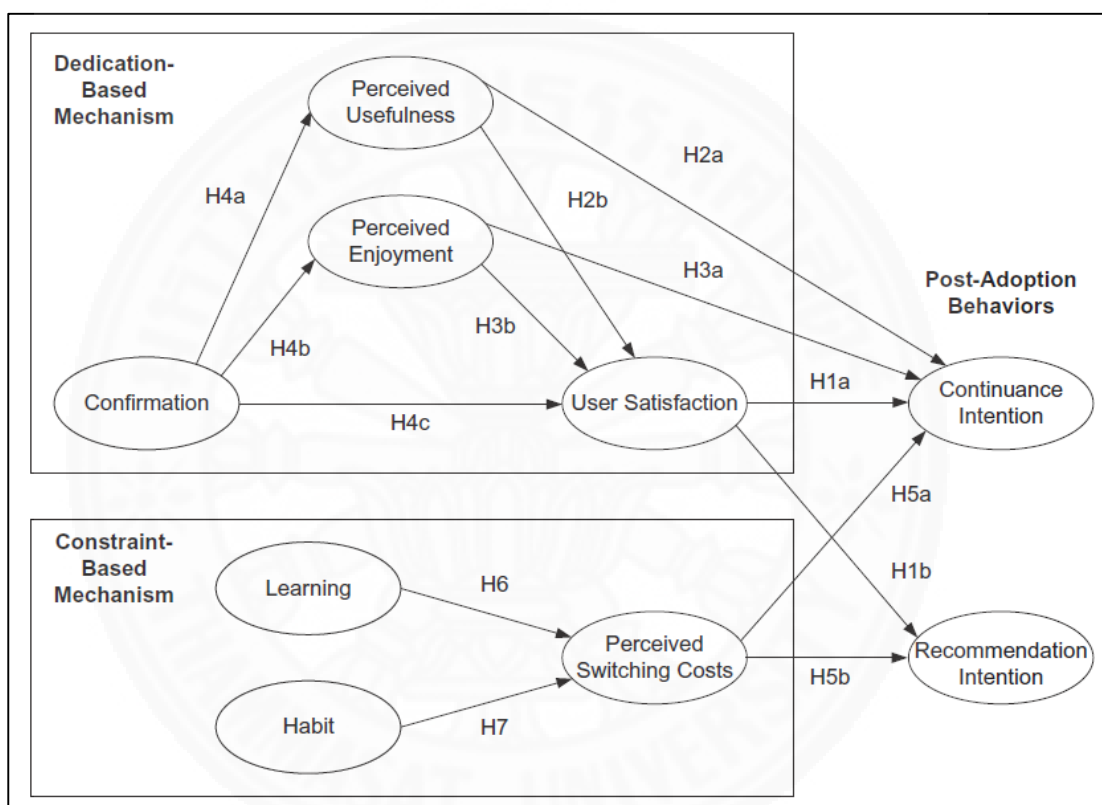 Dedication-
Based
Mechanism
Perceived
Usefulness
H2a
H4a
H2b
Perceived
Enjoyment
H3a
Post-Adoption
Behaviors
H4b
H3b
Confirmation
H4c
User Satisfaction
H1a
Continuance
Intention
H5a
Constraint-
Based
Mechanism
Learning
H6
H1b
Perceived
Switching Costs
H5b
Recommendation
Intention
Habit
H7